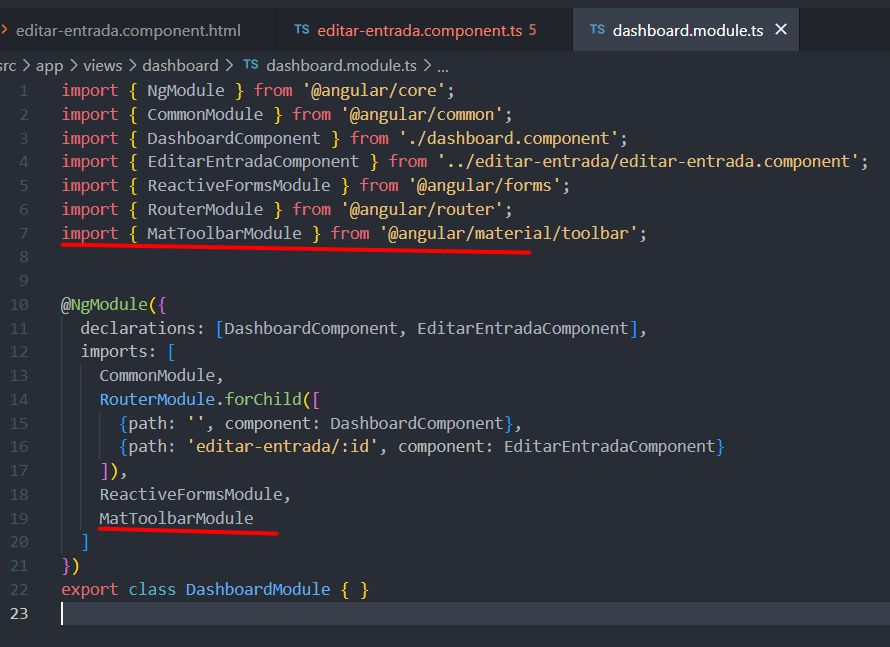 editar-entrada.component.html
TS editar-entrada.component.ts 5
TS dashboard.module.ts
src > app > views > dashboard > TS dashboard.module.ts > ...
1 import { NgModule } from '@angular/core';
2 import { CommonModule } from '@angular/common';
3 import { DashboardComponent } from './dashboard.component';
4 import { EditarEntradaComponent } from '../editar-entrada/editar-entrada.component';
5 import { ReactiveFormsModule } from '@angular/forms';
6 import { RouterModule } from '@angular/router';
7 import { MatToolbarModule } from '@angular/material/toolbar';
8
9
10 @NgModule({
11 declarations: [DashboardComponent, EditarEntradaComponent],
12 imports: [
13 CommonModule,
14 RouterModule.forChild([
15 {path: '', component: DashboardComponent},
16 {path: 'editar-entrada/:id', component: EditarEntradaComponent}
17 ]),
18 ReactiveFormsModule,
19 MatToolbarModule
20 ]
21 })
22 export class DashboardModule { }
23